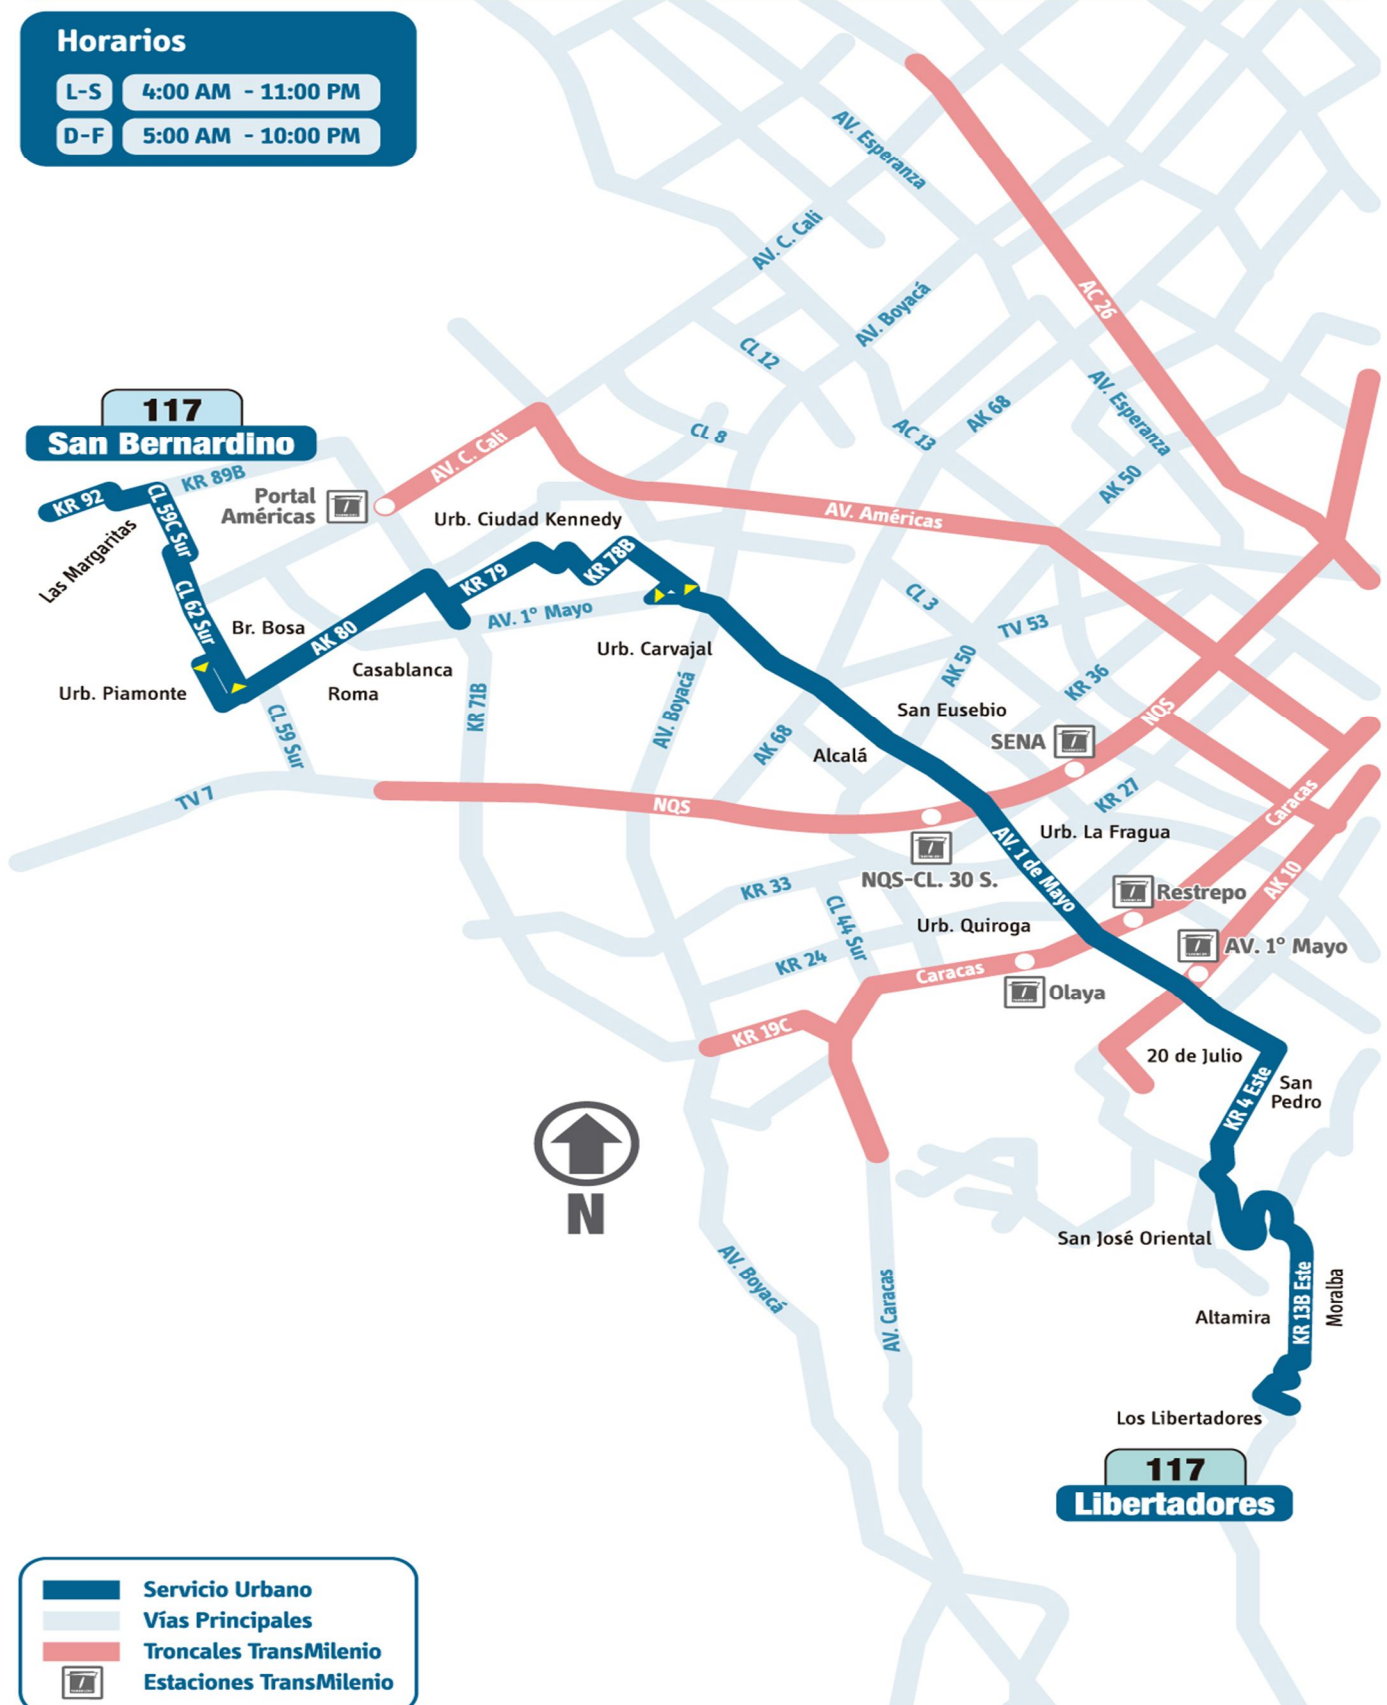 Horarios
L-S 4:00 AM - 11:00 PM
D-F 5:00 AM - 10:00 PM
AV. Esperanza
AV. C. Cali
AC 26
AV. Boyacá
CL 12
AV. Esperanza
AK 68
AC 13
117
San Bernardino
CL 8
AV. C. Cali
KR 89B
AK 50
KR 92
CL 59C Sur
Portal
Américas
Urb. Ciudad Kennedy
AV. Américas
Las Margaritas
KR 79
KR 78B
CL 62 Sur
CL 3
AV. 1° Mayo
Br. Bosa
AK 80
TV 53
Urb. Carvajal
Casablanca
AK 50
KR 36
Urb. Piamonte
Roma
KR 71B
AV. Boyacá
San Eusebio
NQS
CL 59 Sur
AK 68
Alcalá
SENA
TV 7
NQS
KR 27
Caracas
Urb. La Fragua
AV. 1 de Mayo
NQS-CL. 30 S.
KR 33
AK 10
Restrepo
CL 44 Sur
Urb. Quiroga
AV. 1° Mayo
KR 24
Caracas
Olaya
KR 19C
20 de Julio
KR 4 Este
San
Pedro
N
San José Oriental
AV. Boyacá
AV. Caracas
KR 13B Este
Moralba
Altamira
Los Libertadores
117
Libertadores
Servicio Urbano
Vías Principales
Troncales TransMilenio
Estaciones TransMilenio